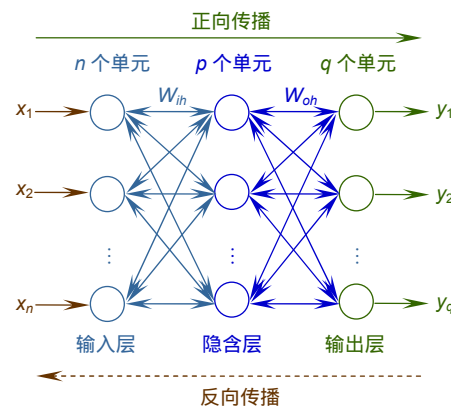 正向传播
n 个单元 p 个单元 q 个单元
W_ih W_oh
x_1 y_1
x_2 y_2
⋮ ⋮ ⋮
x_n y_q
输入层 隐含层 输出层
反向传播